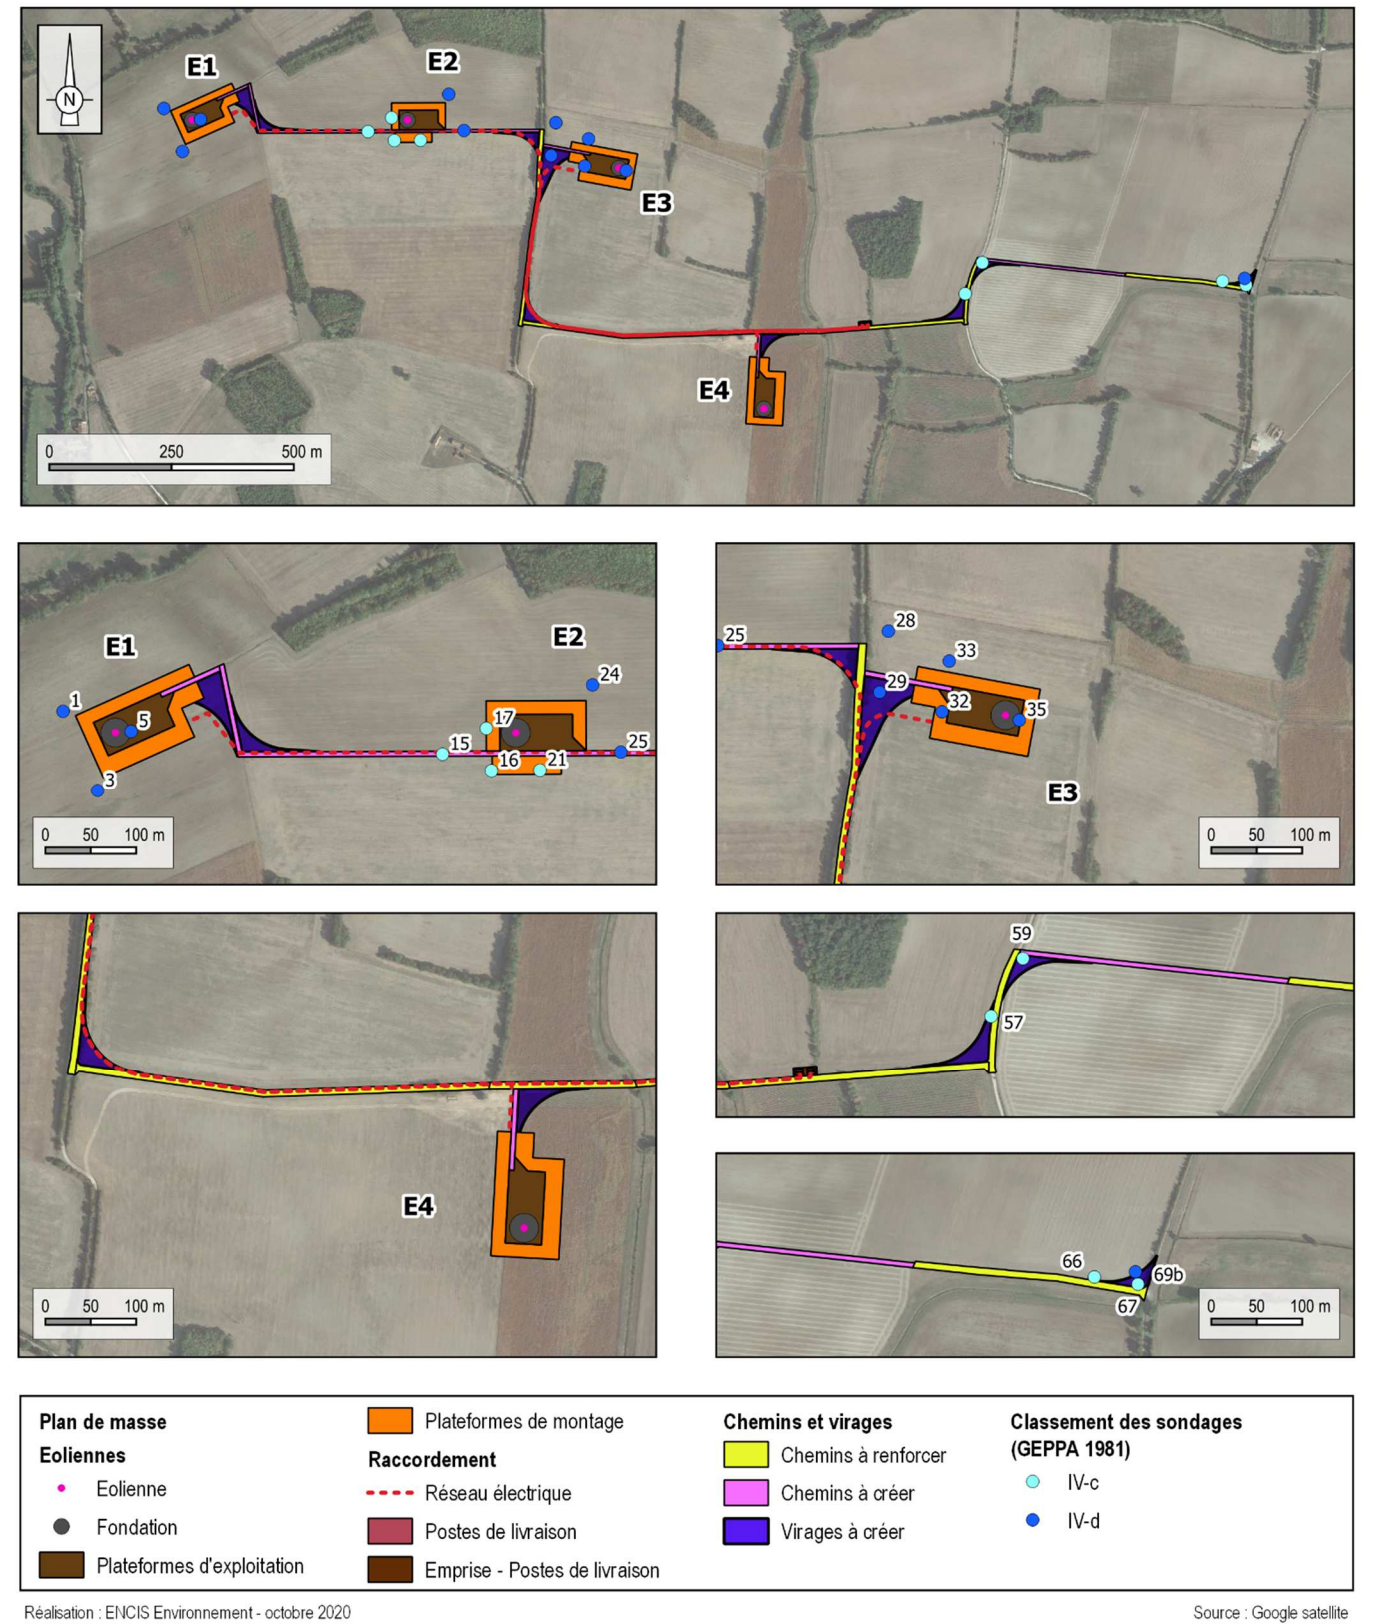 N
E1
E2
E3
E4
0 250 500 m
E1
E2
1
5
3
24
17
15
16
21
25
0 50 100 m
25
28
33
29
32
35
E3
0 50 100 m
E4
0 50 100 m
59
57
66
69b
67
0 50 100 m
Plan de masse
Eoliennes
Eolienne
Fondation
Plateformes d'exploitation
Plateformes de montage
Raccordement
Réseau électrique
Postes de livraison
Emprise - Postes de livraison
Chemins et virages
Chemins à renforcer
Chemins à créer
Virages à créer
Classement des sondages
(GEPPA 1981)
IV-c
IV-d
Réalisation : ENCIS Environnement - octobre 2020
Source : Google satellite